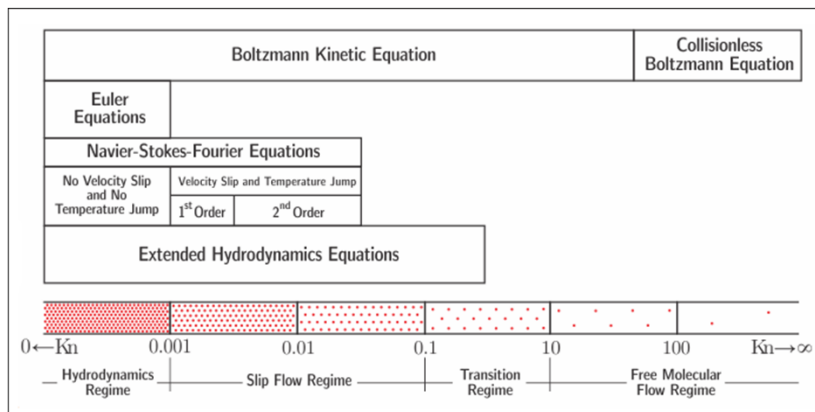 Boltzmann Kinetic Equation
Collisionless
Boltzmann Equation
Euler
Equations
Navier-Stokes-Fourier Equations
No Velocity Slip
and No
Temperature Jump
Velocity Slip and Temperature Jump
1st Order
2nd Order
Extended Hydrodynamics Equations
0←Kn 0.001 0.01 0.1 10 100 Kn→∞
Hydrodynamics
Regime
Slip Flow Regime
Transition
Regime
Free Molecular
Flow Regime